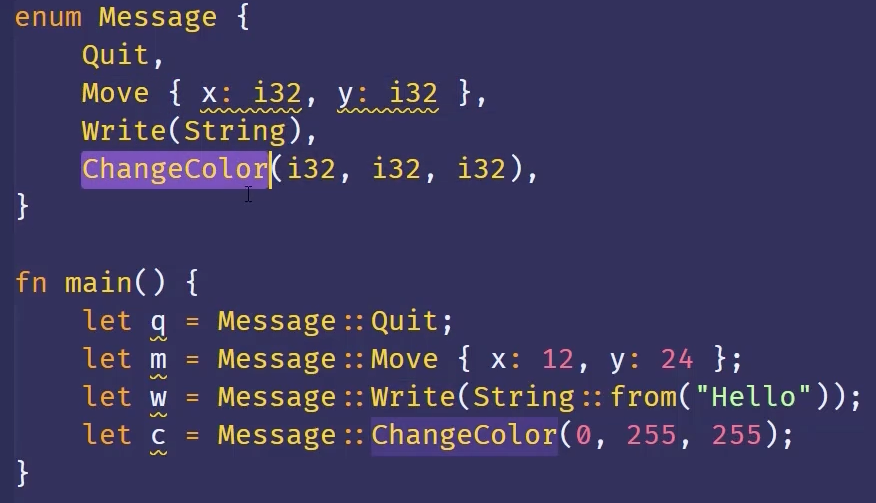 enum Message {
    Quit,
    Move { x: i32, y: i32 },
    Write(String),
    ChangeColor(i32, i32, i32),
}

fn main() {
    let q = Message::Quit;
    let m = Message::Move { x: 12, y: 24 };
    let w = Message::Write(String::from("Hello"));
    let c = Message::ChangeColor(0, 255, 255);
}